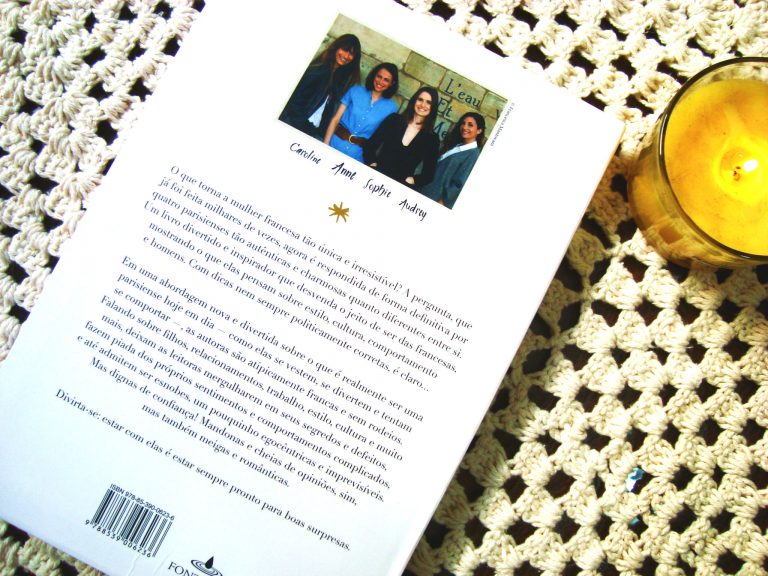 L'eau
Et
Me
Caroline Anne Sophie Audrey
O que torna a mulher francesa tão única e irresistível? A pergunta, que
já foi feita milhares de vezes, agora é respondida de forma definitiva por
quatro parisienses tão autênticas e charmosas quanto diferentes entre si.
Um livro divertido e inspirador que desvenda o jeito de ser das francesas,
mostrando o que elas pensam sobre estilo, cultura, comportamento
e homens. Com dicas nem sempre politicamente corretas, é claro...
Em uma abordagem nova e divertida sobre o que é realmente ser uma
parisiense hoje em dia — como elas se vestem, se divertem e tentam
se comportar —, as autoras são atipicamente francas e sem rodeios.
Falando sobre filhos, relacionamentos, trabalho, estilo, cultura e muito
mais, deixam as leitoras mergulharem em seus segredos e defeitos,
fazem piada dos próprios sentimentos e comportamentos complicados,
e até admitem ser esnobes, um pouquinho egocêntricas e imprevisíveis.
Mas dignas de confiança! Mandonas e cheias de opiniões, sim,
mas também meigas e românticas.
Divirta-se: estar com elas é estar sempre pronto para boas surpresas.
ISBN 978-85-390-0623-6
9 788539 006236
FON